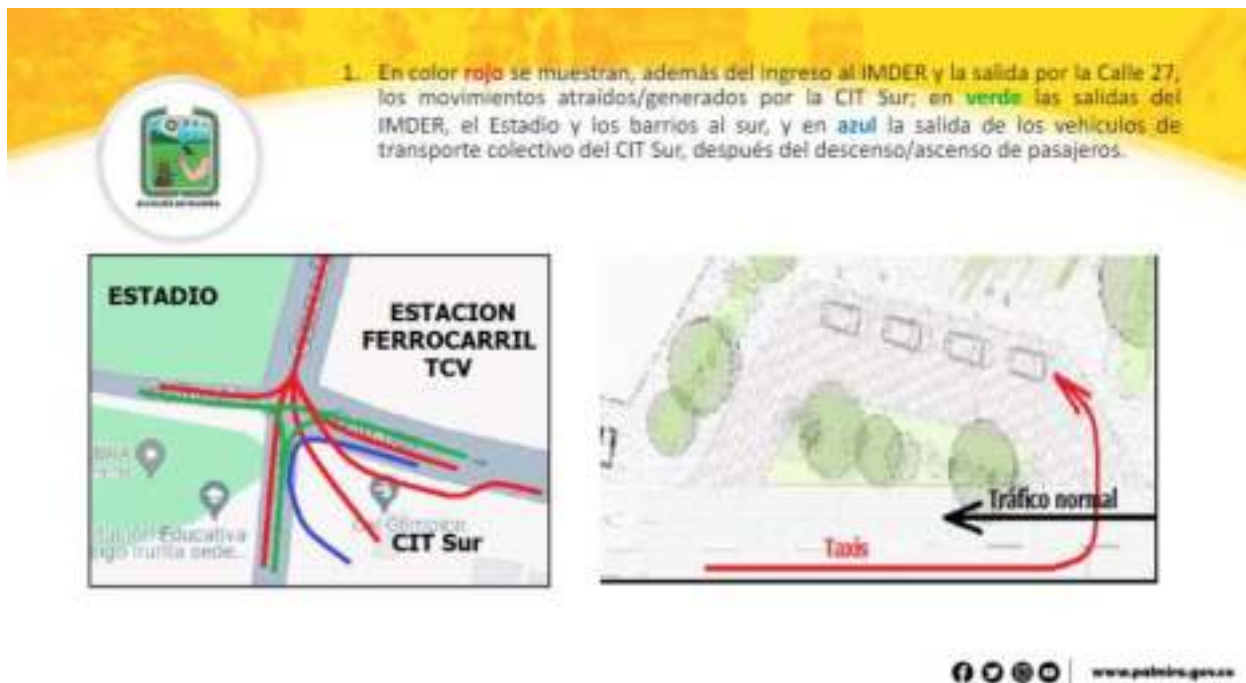 1. En color rojo se muestran, además del ingreso al IMDER y la salida por la Calle 27,
los movimientos atraídos/generados por la CIT Sur; en verde las salidas del
IMDER, el Estadio y los barrios al sur, y en azul la salida de los vehículos de
transporte colectivo del CIT Sur, después del descenso/ascenso de pasajeros.
ESTADIO
ESTACION
FERROCARRIL
TCV
Educativa
CIT Sur
Tráfico normal
Taxis
www.palmira.gov.co